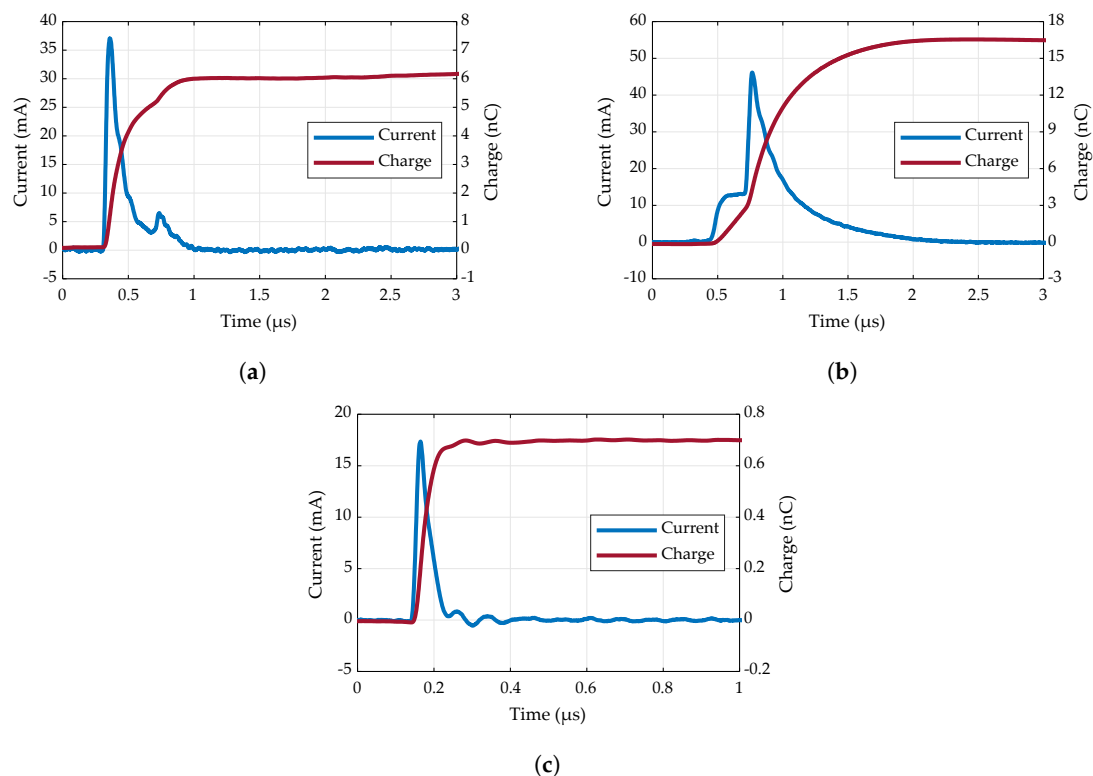 40
35
30
25
20
15
10
5
0
-5
Current (mA)
8
7
6
5
4
3
2
1
0
-1
Charge (nC)
Current
Charge
0 0.5 1 1.5 2 2.5 3
Time (μs)
(a)
60
50
40
30
20
10
0
-10
Current (mA)
18
15
12
9
6
3
0
-3
Charge (nC)
Current
Charge
0 0.5 1 1.5 2 2.5 3
Time (μs)
(b)
20
15
10
5
0
-5
Current (mA)
0.8
0.6
0.4
0.2
0
-0.2
Charge (nC)
Current
Charge
0 0.2 0.4 0.6 0.8 1
Time (μs)
(c)